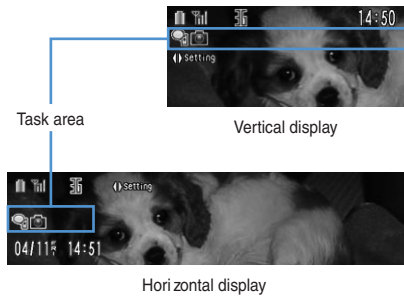 14:50
Setting
Task area
Vertical display
Setting
04/11
14:51
Horizontal display